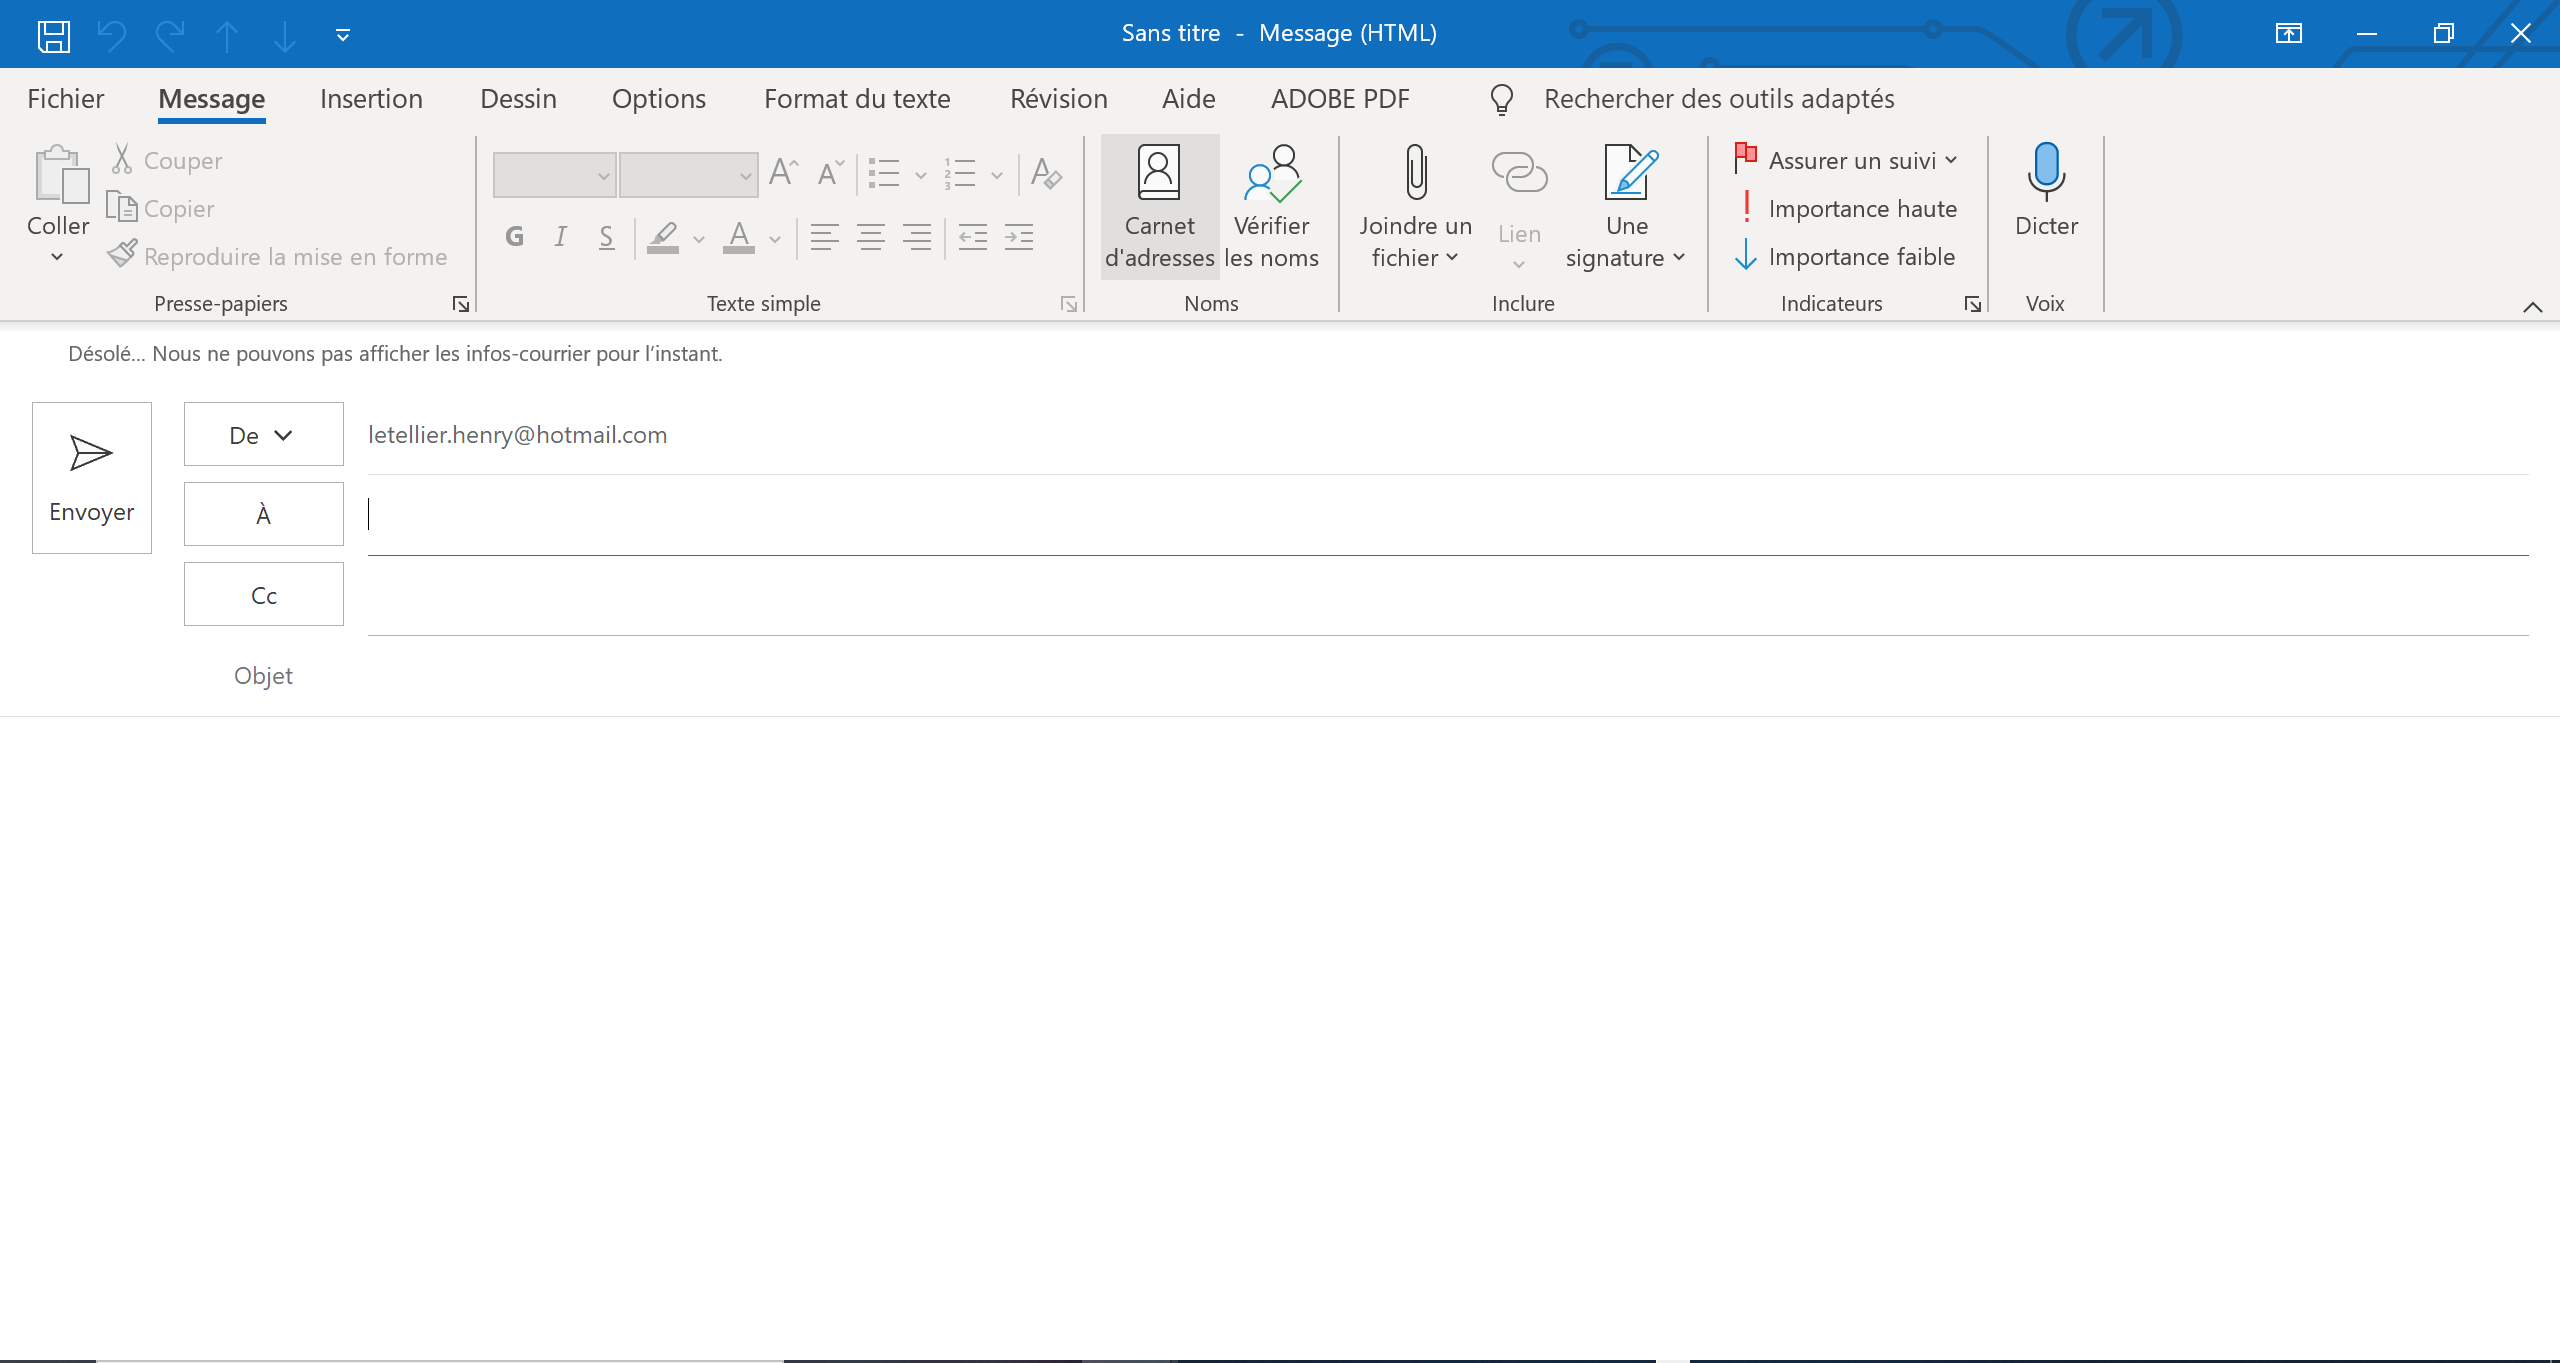 Sans titre - Message (HTML)
Fichier Message Insertion Dessin Options Format du texte Révision Aide ADOBE PDF Rechercher des outils adaptés
Coller
Couper
Copier
Reproduire la mise en forme
Presse-papiers
G I S
Texte simple
Carnet d'adresses
Vérifier les noms
Noms
Joindre un fichier
Lien
Une signature
Inclure
Assurer un suivi
Importance haute
Importance faible
Indicateurs
Dicter
Voix
Désolé... Nous ne pouvons pas afficher les infos-courrier pour l’instant.
Envoyer
De letellier.henry@hotmail.com
À
Cc
Objet